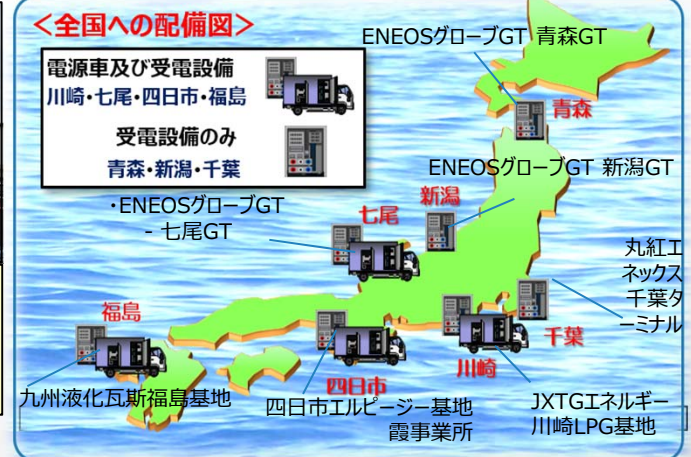 ＜全国への配備図＞
電源車及び受電設備
川崎・七尾・四日市・福島
受電設備のみ
青森・新潟・千葉
ENEOSグローブGT 青森GT
青森
ENEOSグローブGT 新潟GT
新潟
・ENEOSグローブGT
- 七尾GT
七尾
丸紅エ
ネックス
千葉タ
ーミナル
千葉
福島
九州液化瓦斯福島基地
四日市
四日市エルピージー基地
霞事業所
川崎
JXTGエネルギー
川崎LPG基地